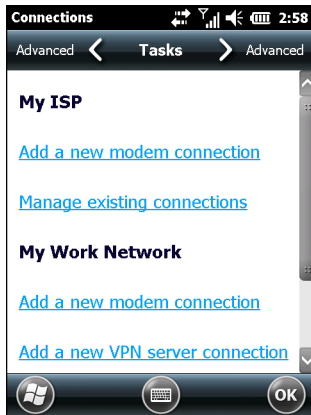 Connections 2:58
Advanced Tasks Advanced
My ISP
Add a new modem connection
Manage existing connections
My Work Network
Add a new modem connection
Add a new VPN server connection
OK